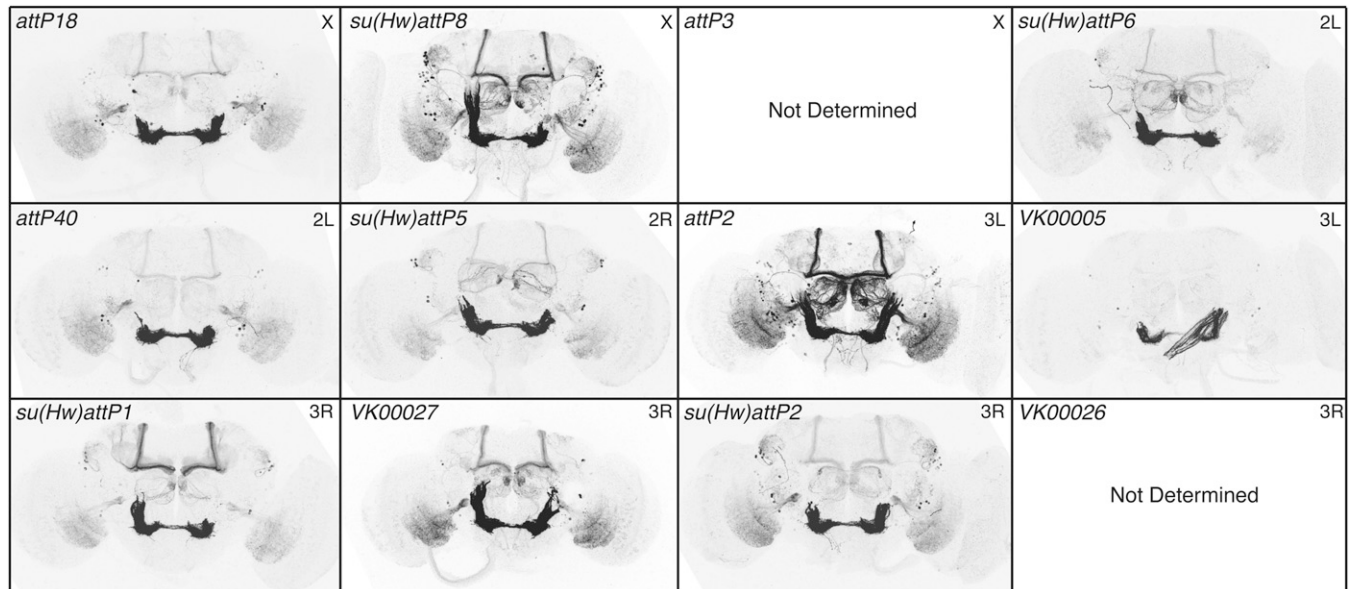 attP18 X
su(Hw)attP8 X
attP3 X
su(Hw)attP6 2L
Not Determined
attP40 2L
su(Hw)attP5 2R
attP2 3L
VK00005 3L
su(Hw)attP1 3R
VK00027 3R
su(Hw)attP2 3R
VK00026 3R
Not Determined